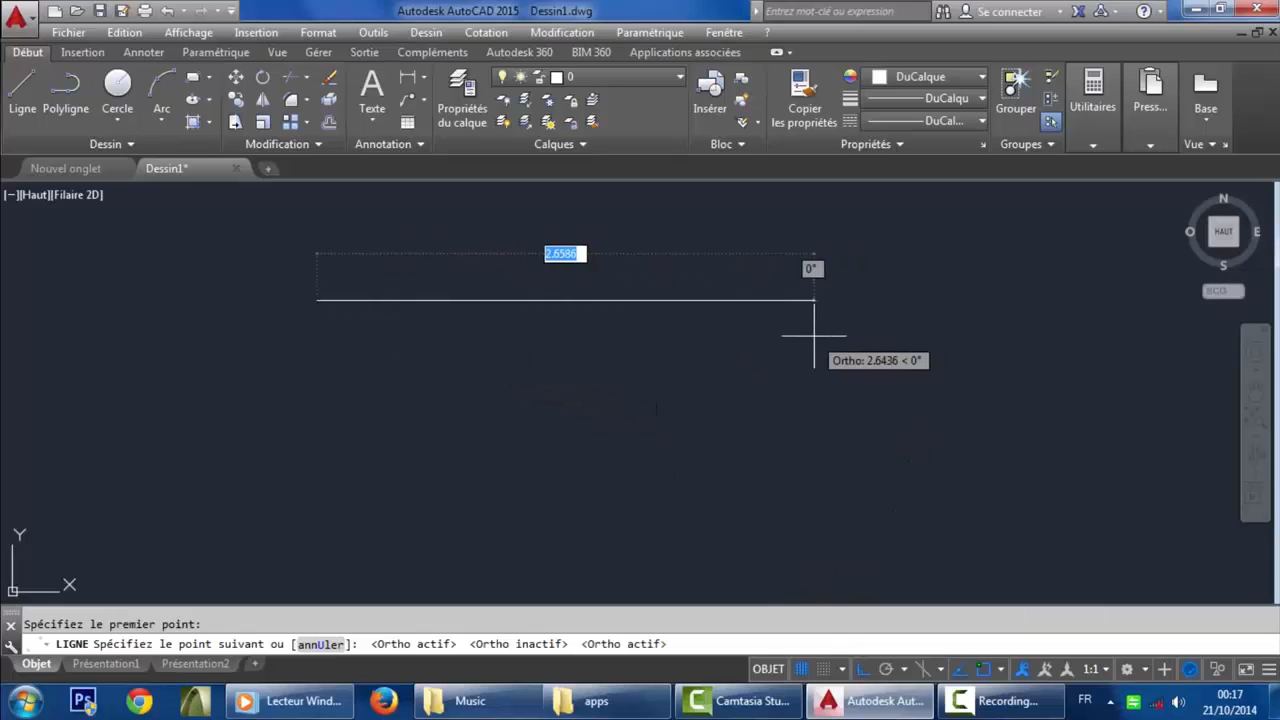 Autodesk AutoCAD 2015 Dessin1.dwg
Entrez mot-clé ou expression
Se connecter
Fichier Edition Affichage Insertion Format Outils Dessin Cotation Modification Paramétrique Fenêtre ?
Début Insertion Annoter Paramétrique Vue Gérer Sortie Compléments Autodesk 360 BIM 360 Applications associées
0
DuCalque
Ligne Polyligne Cercle Arc
Texte
Propriétés
du calque
Insérer
Copier
les propriétés
DuCalqu
DuCal...
Grouper
Utilitaires
Press...
Base
Dessin Modification Annotation Calques Bloc Propriétés Groupes Vue
Nouvel onglet Dessin1*
[−][Haut][Filaire 2D]
N
O HAUT E
S
SCG
2.6586
0°
Ortho: 2.6436 < 0°
Y
X
Spécifiez le premier point:
LIGNE Spécifiez le point suivant ou [annUler]: <Ortho actif> <Ortho inactif> <Ortho actif>
Objet Présentation1 Présentation2 +
OBJET
1:1
Ps
Lecteur Wind...
Music
apps
Camtasia Stu...
Autodesk Aut...
Recording...
FR
00:17
21/10/2014